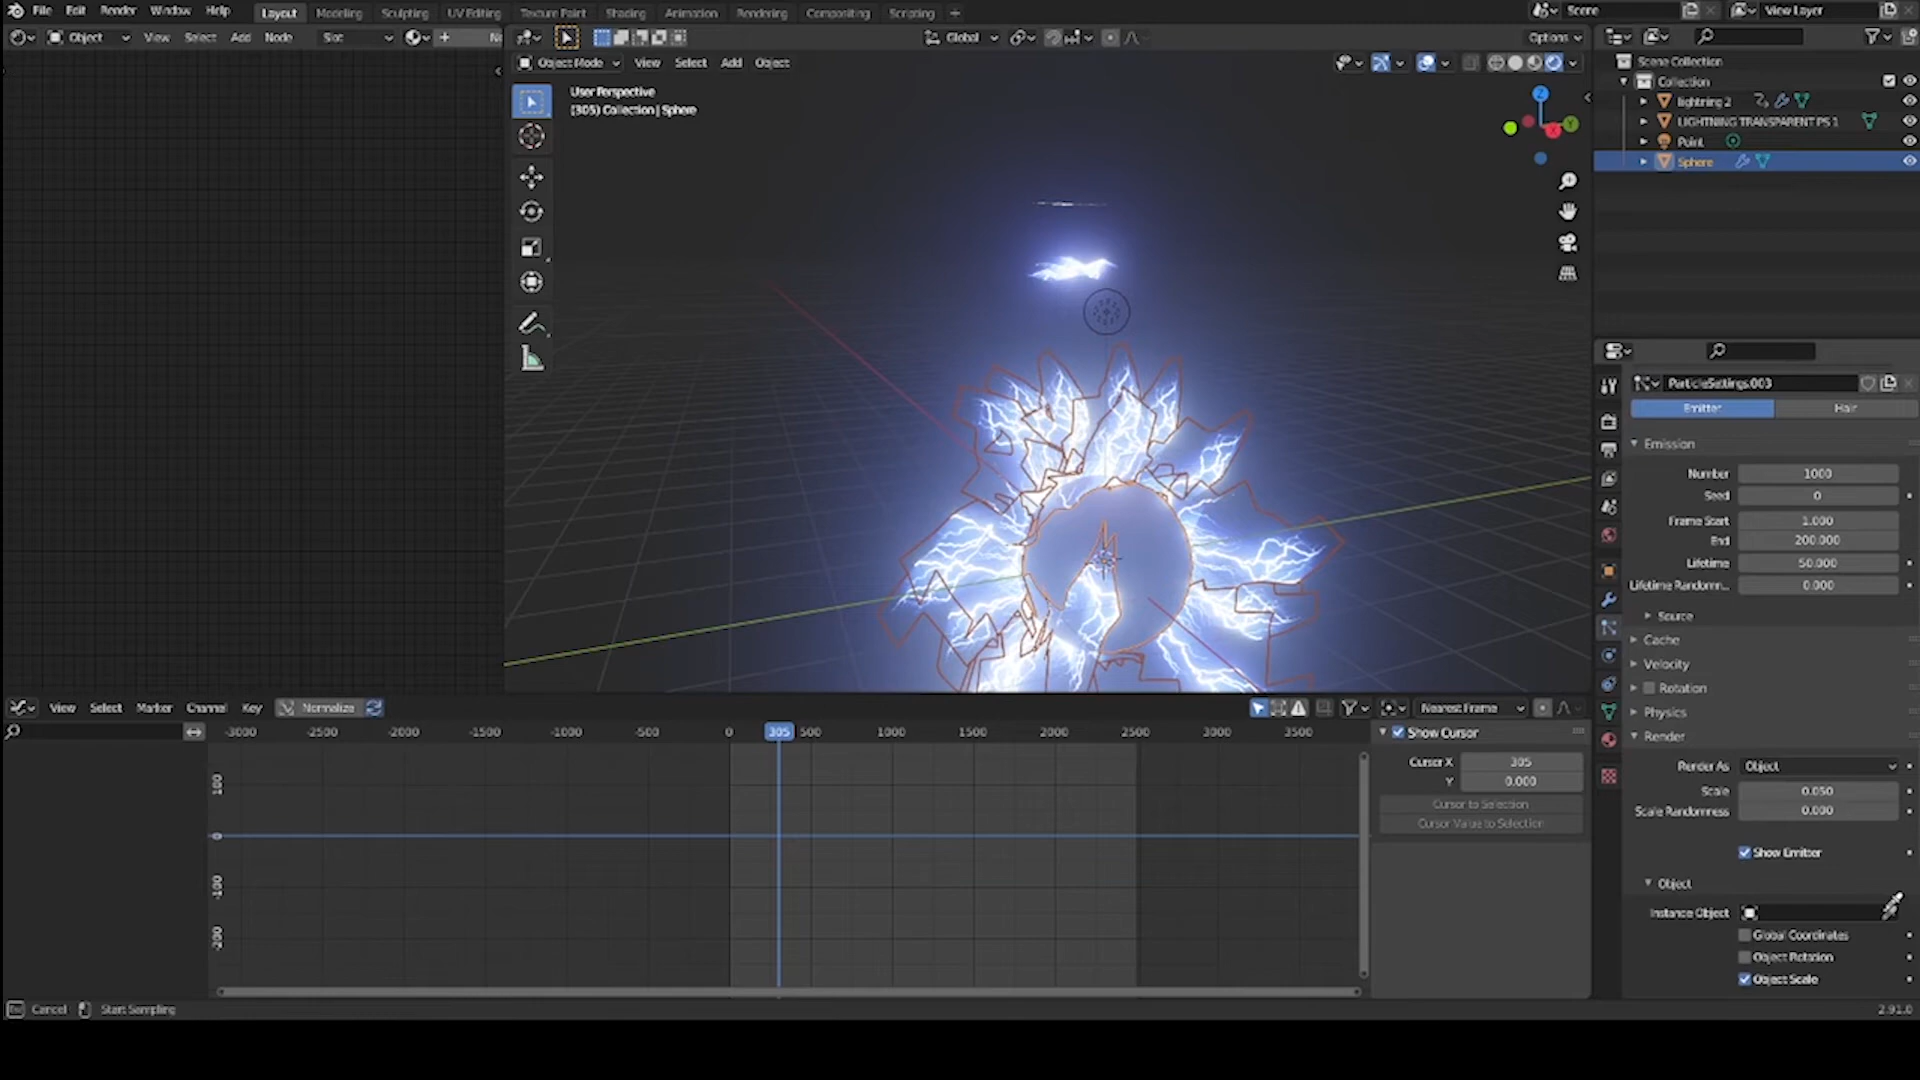 File Edit Render Window Help Layout Modeling Sculpting UV Editing Texture Paint Shading Animation Rendering Compositing Scripting + Scene View Layer
Object View Select Add Node Slot
Global Options
Object Mode View Select Add Object
User Perspective
(305) Collection | Sphere
Z
Y
X
Scene Collection
Collection
lightning 2
LIGHTNING TRANSPARENT PS 1
Point
Sphere
ParticleSettings.003
Emitter Hair
Emission
Number 1000
Seed 0
Frame Start 1.000
End 200.000
Lifetime 50.000
Lifetime Randomn... 0.000
Source
Cache
Velocity
Rotation
Physics
Render
Render As Object
Scale 0.050
Scale Randomness 0.000
Show Emitter
Object
Instance Object
Global Coordinates
Object Rotation
Object Scale
View Select Marker Channel Key Normalize Nearest Frame
-3000 -2500 -2000 -1500 -1000 -500 0 305 500 1000 1500 2000 2500 3000 3500
100
0
-100
-200
Show Cursor
Cursor X 305
Y 0.000
Cursor to Selection
Cursor Value to Selection
Esc Cancel Start Sampling 2.91.0